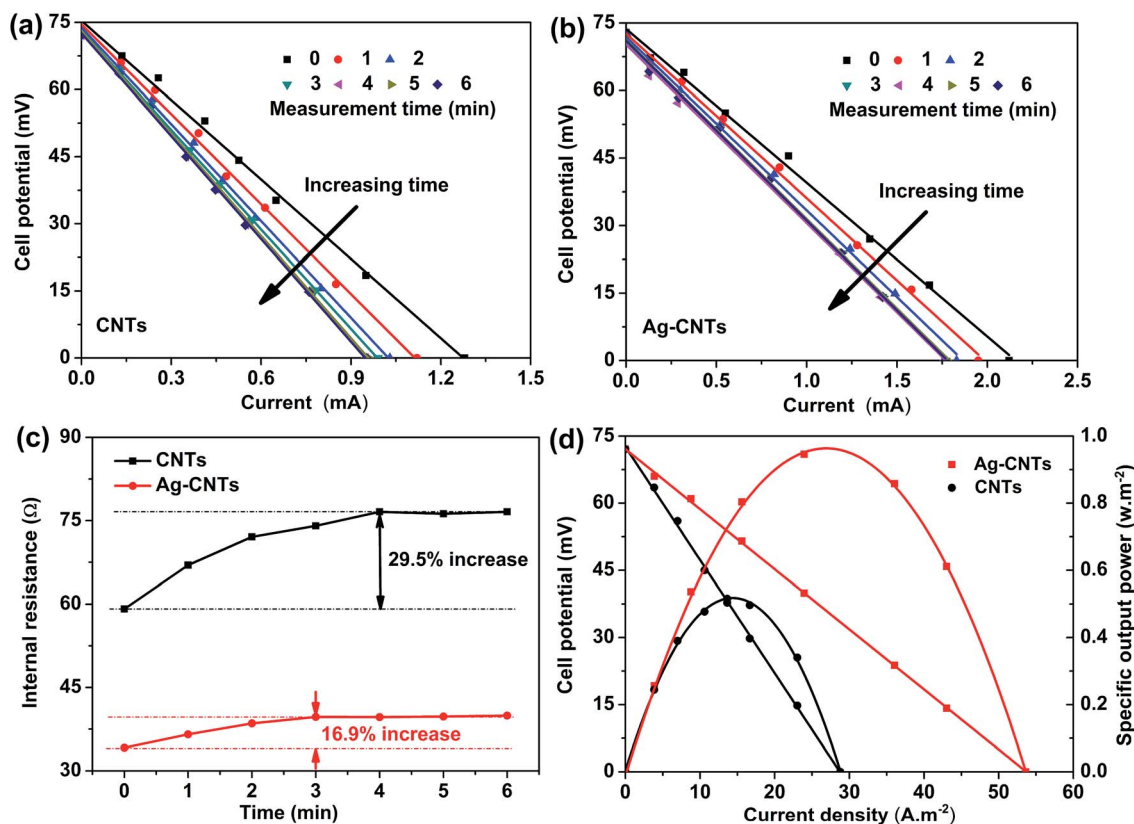 (a)
75
60
45
30
15
0
Cell potential (mV)
0 1 2
3 4 5 6
Measurement time (min)
Increasing time
CNTs
0.0 0.3 0.6 0.9 1.2 1.5
Current (mA)
(b)
75
60
45
30
15
0
Cell potential (mV)
0 1 2
3 4 5 6
Measurement time (min)
Increasing time
Ag-CNTs
0.0 0.5 1.0 1.5 2.0 2.5
Current (mA)
(c)
90
75
60
45
30
Internal resistance (Ω)
CNTs
Ag-CNTs
29.5% increase
16.9% increase
0 1 2 3 4 5 6
Time (min)
(d)
75
60
45
30
15
0
Cell potential (mV)
Ag-CNTs
CNTs
1.0
0.8
0.6
0.4
0.2
0.0
Specific output power (w.m⁻²)
0 10 20 30 40 50 60
Current density (A.m⁻²)